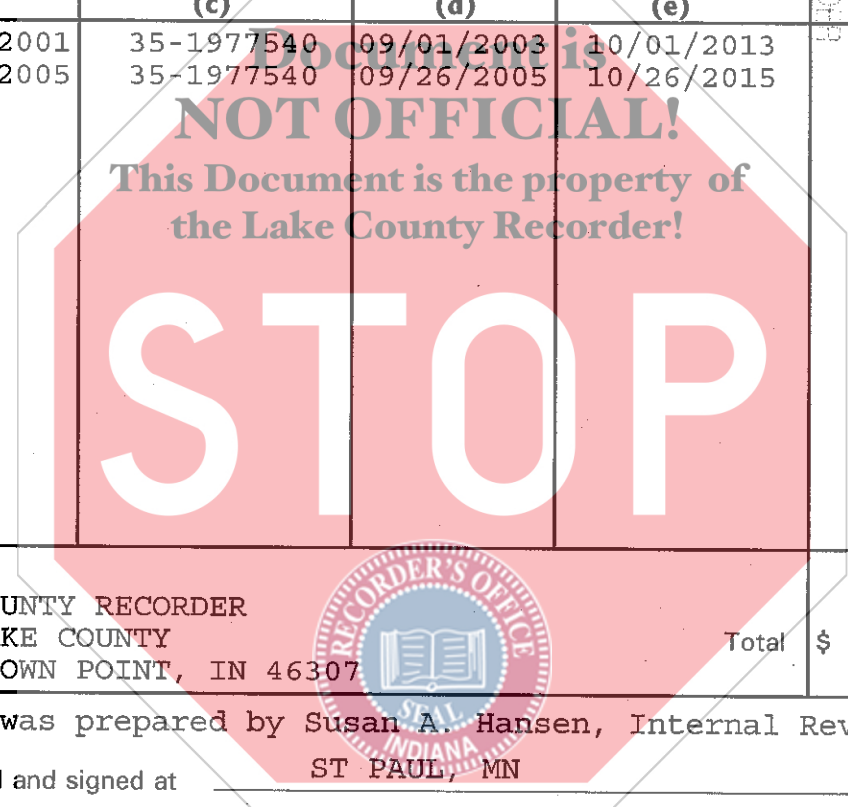 (c) (d) (e)
2001 35-1977540 09/01/2003 10/01/2013
2005 35-1977540 09/26/2005 10/26/2015
Document is
NOT OFFICIAL!
This Document is the property of
the Lake County Recorder!
STOP
RECORDER'S OFFICE
SEAL
INDIANA
UNTY RECORDER
KE COUNTY
Total $
OWN POINT, IN 46307
was prepared by Susan A. Hansen, Internal Rev
and signed at ST PAUL, MN